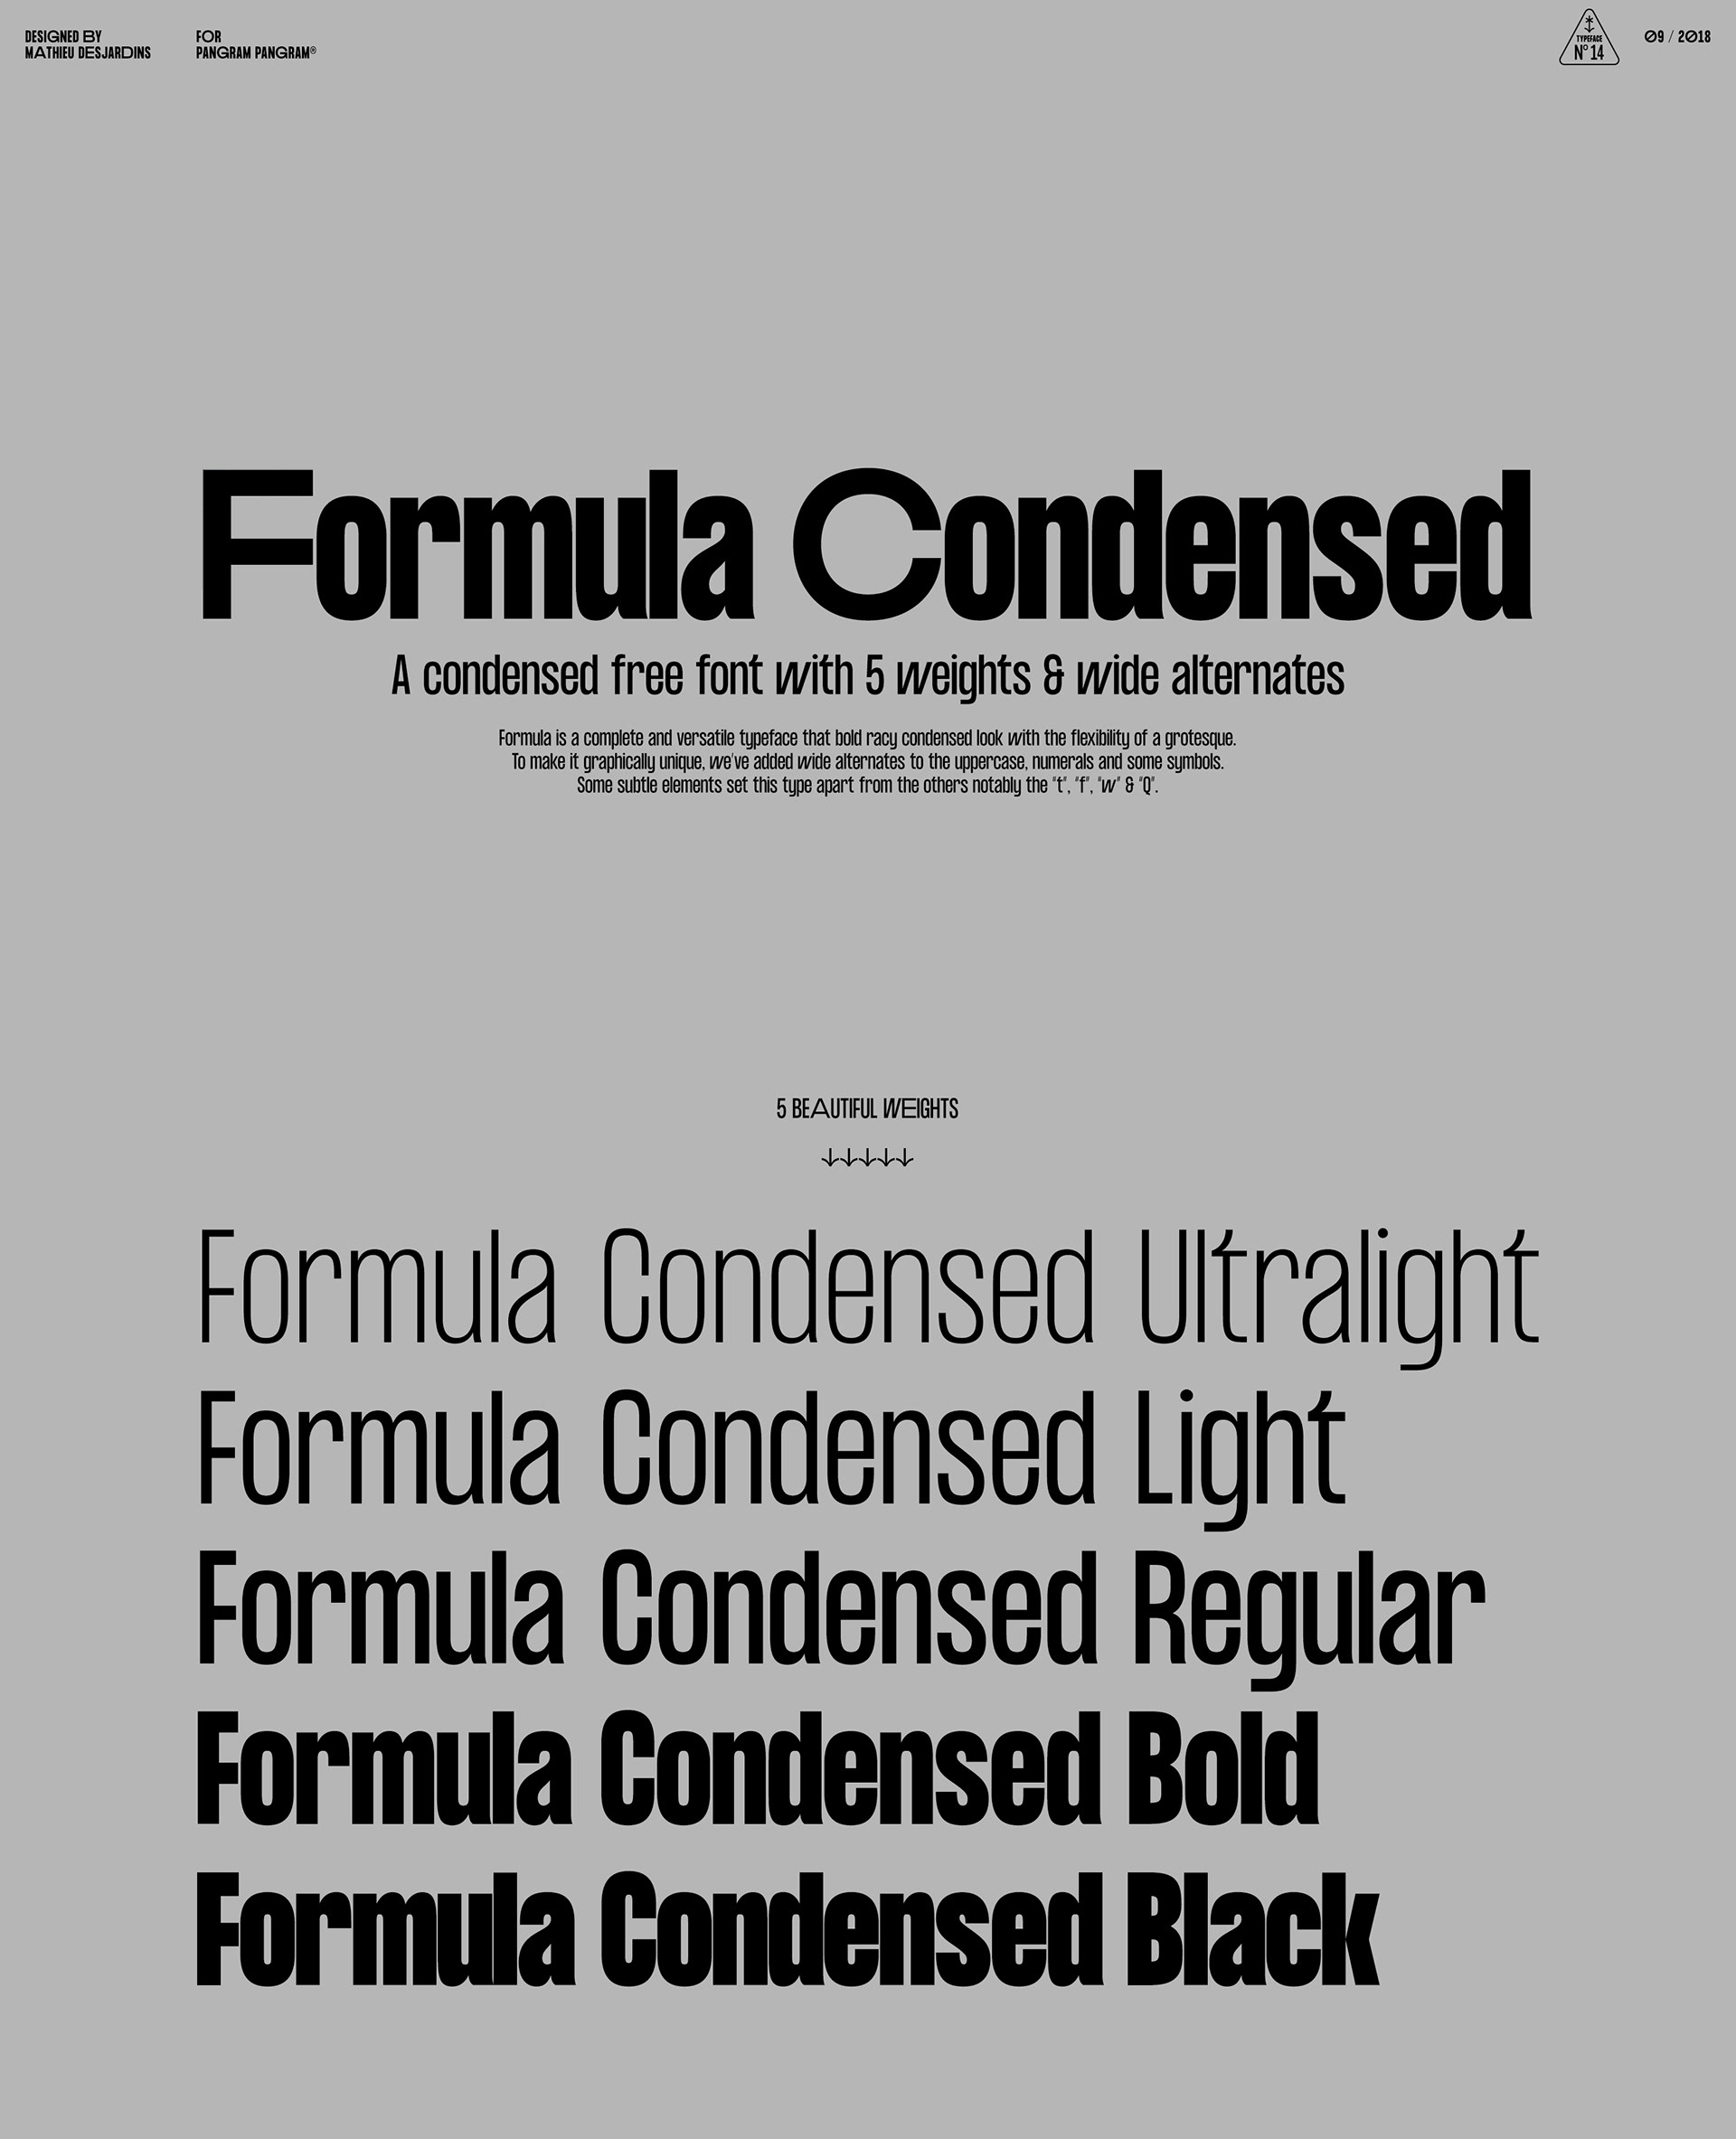 DESIGNED BY
MATHIEU DESJARDINS
FOR
PANGRAM PANGRAM®
TYPEFACE
Nº 14
09 / 2018
Formula Condensed
A condensed free font with 5 weights & wide alternates
Formula is a complete and versatile typeface that bold racy condensed look with the flexibility of a grotesque.
To make it graphically unique, we've added wide alternates to the uppercase, numerals and some symbols.
Some subtle elements set this type apart from the others notably the "t", "f", "w" & "Q".
5 BEAUTIFUL WEIGHTS
↓↓↓↓↓
Formula Condensed Ultralight
Formula Condensed Light
Formula Condensed Regular
Formula Condensed Bold
Formula Condensed Black